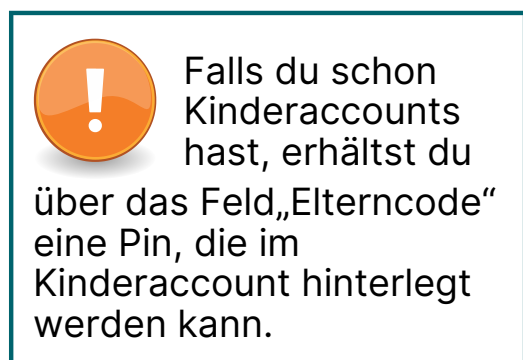 Falls du schon
Kinderaccounts
hast, erhältst du
über das Feld„Elterncode“
eine Pin, die im
Kinderaccount hinterlegt
werden kann.